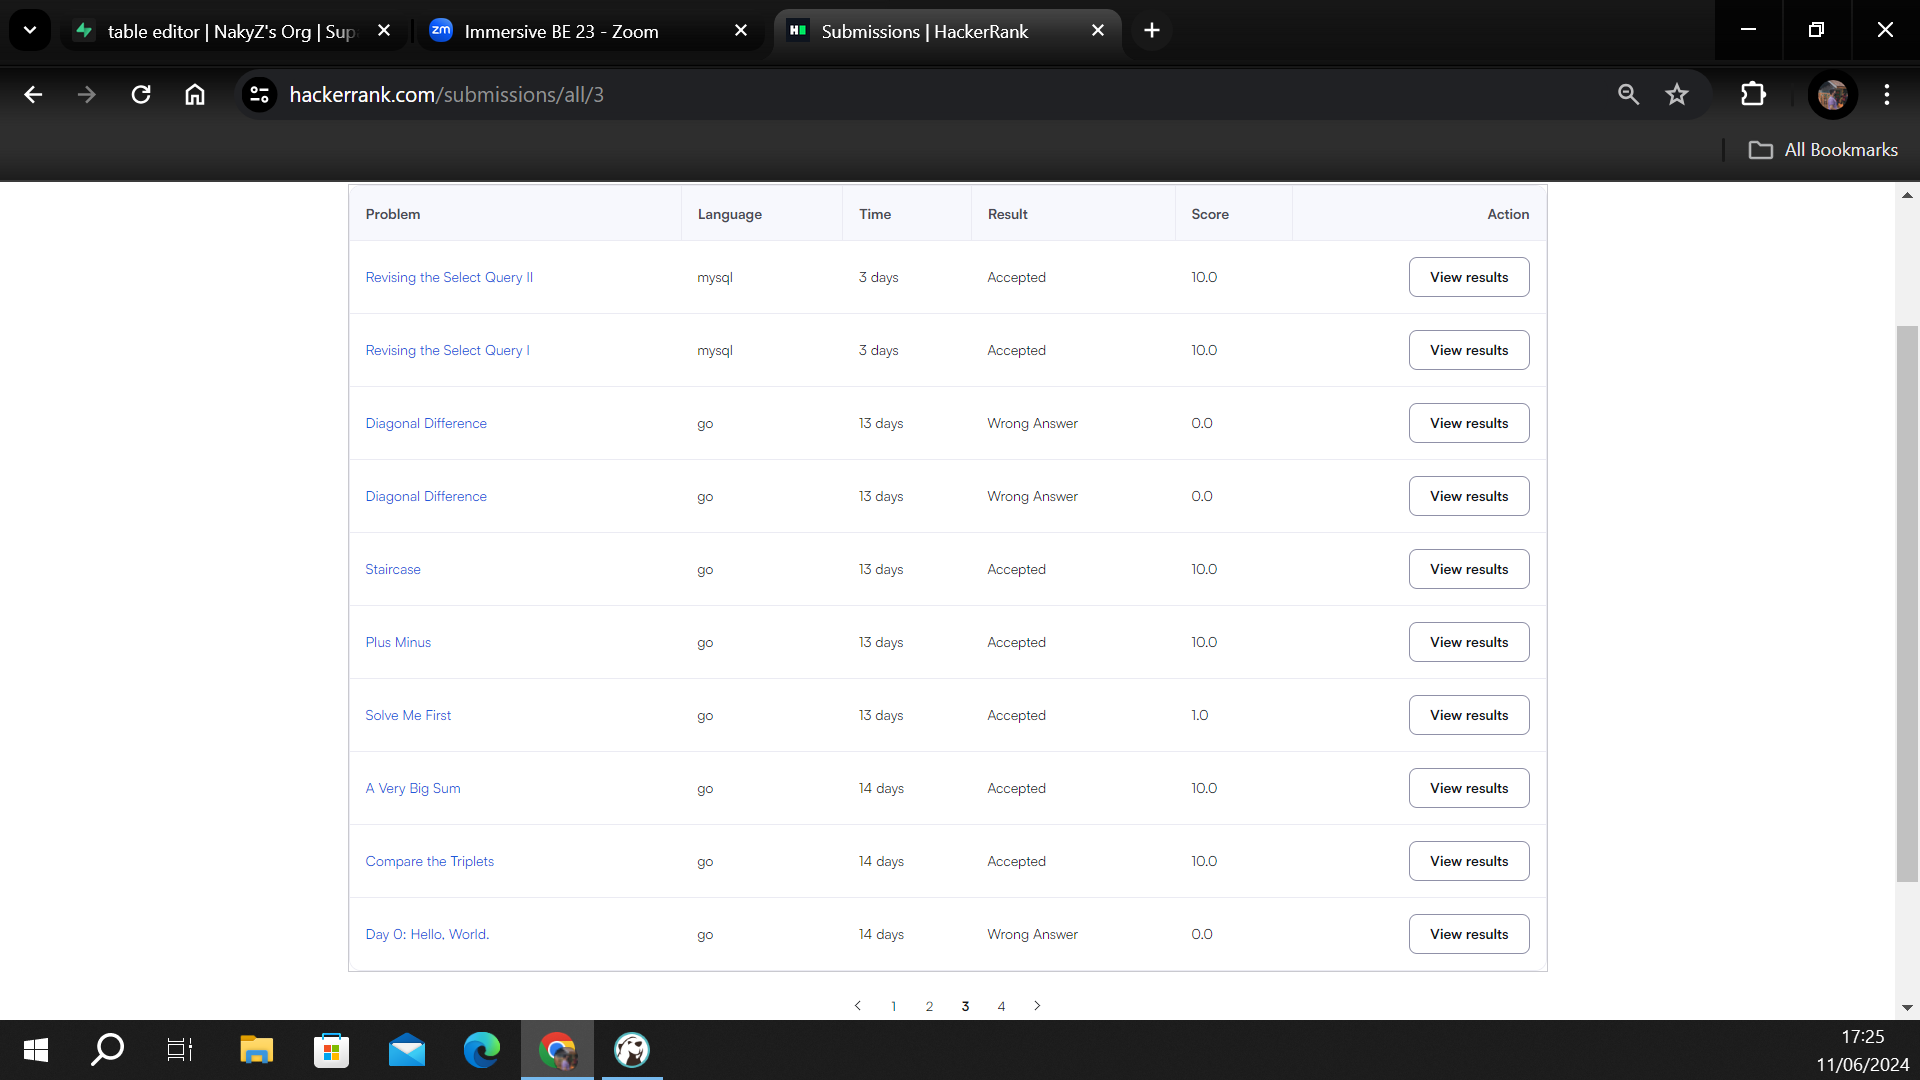 table editor | NakyZ's Org | Sup
zm Immersive BE 23 - Zoom
H Submissions | HackerRank
hackerrank.com/submissions/all/3
All Bookmarks
Problem Language Time Result Score Action
Revising the Select Query II mysql 3 days Accepted 10.0 View results
Revising the Select Query I mysql 3 days Accepted 10.0 View results
Diagonal Difference go 13 days Wrong Answer 0.0 View results
Diagonal Difference go 13 days Wrong Answer 0.0 View results
Staircase go 13 days Accepted 10.0 View results
Plus Minus go 13 days Accepted 10.0 View results
Solve Me First go 13 days Accepted 1.0 View results
A Very Big Sum go 14 days Accepted 10.0 View results
Compare the Triplets go 14 days Accepted 10.0 View results
Day 0: Hello, World. go 14 days Wrong Answer 0.0 View results
1 2 3 4
17:25
11/06/2024